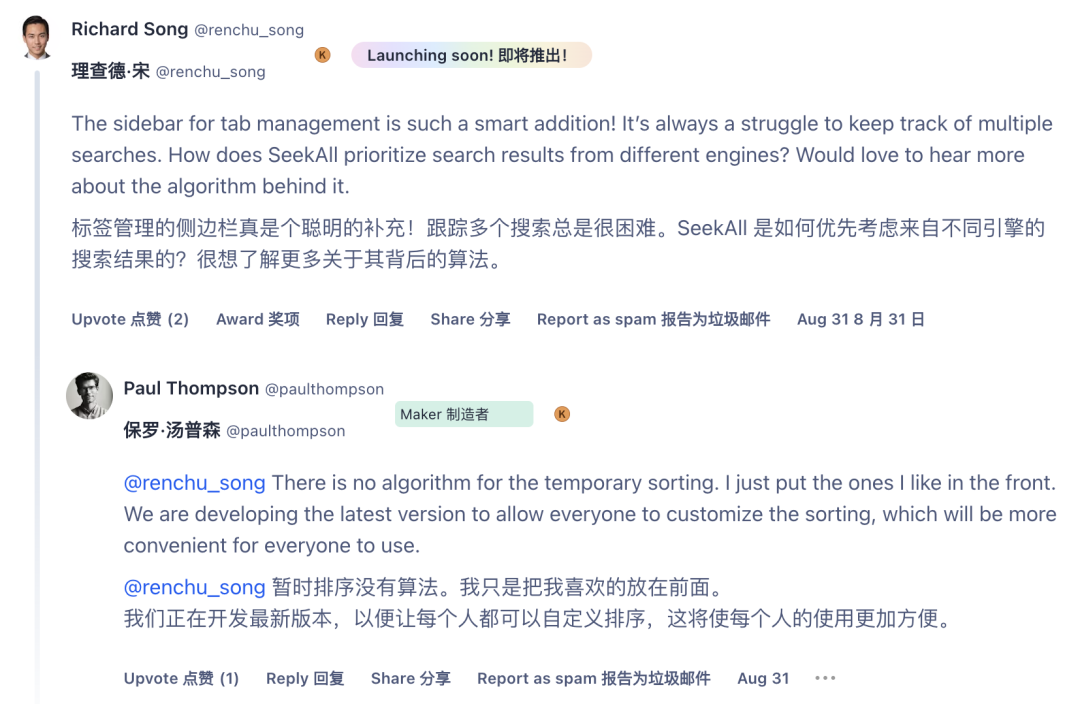 Richard Song @renchu_song
K
Launching soon! 即将推出!
理查德·宋 @renchu_song
The sidebar for tab management is such a smart addition! It’s always a struggle to keep track of multiple
searches. How does SeekAll prioritize search results from different engines? Would love to hear more
about the algorithm behind it.
标签管理的侧边栏真是个聪明的补充！跟踪多个搜索总是很困难。SeekAll 是如何优先考虑来自不同引擎的
搜索结果的？很想了解更多关于其背后的算法。
Upvote 点赞 (2) Award 奖项 Reply 回复 Share 分享 Report as spam 报告为垃圾邮件 Aug 31 8 月 31 日
Paul Thompson @paulthompson
Maker 制造者
K
保罗·汤普森 @paulthompson
@renchu_song There is no algorithm for the temporary sorting. I just put the ones I like in the front.
We are developing the latest version to allow everyone to customize the sorting, which will be more
convenient for everyone to use.
@renchu_song 暂时排序没有算法。我只是把我喜欢的放在前面。
我们正在开发最新版本，以便让每个人都可以自定义排序，这将使每个人的使用更加方便。
Upvote 点赞 (1) Reply 回复 Share 分享 Report as spam 报告为垃圾邮件 Aug 31 •••